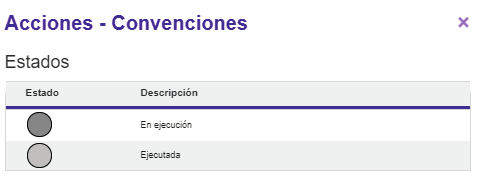 Acciones - Convenciones
Estados
Estado Descripción
En ejecución
Ejecutada